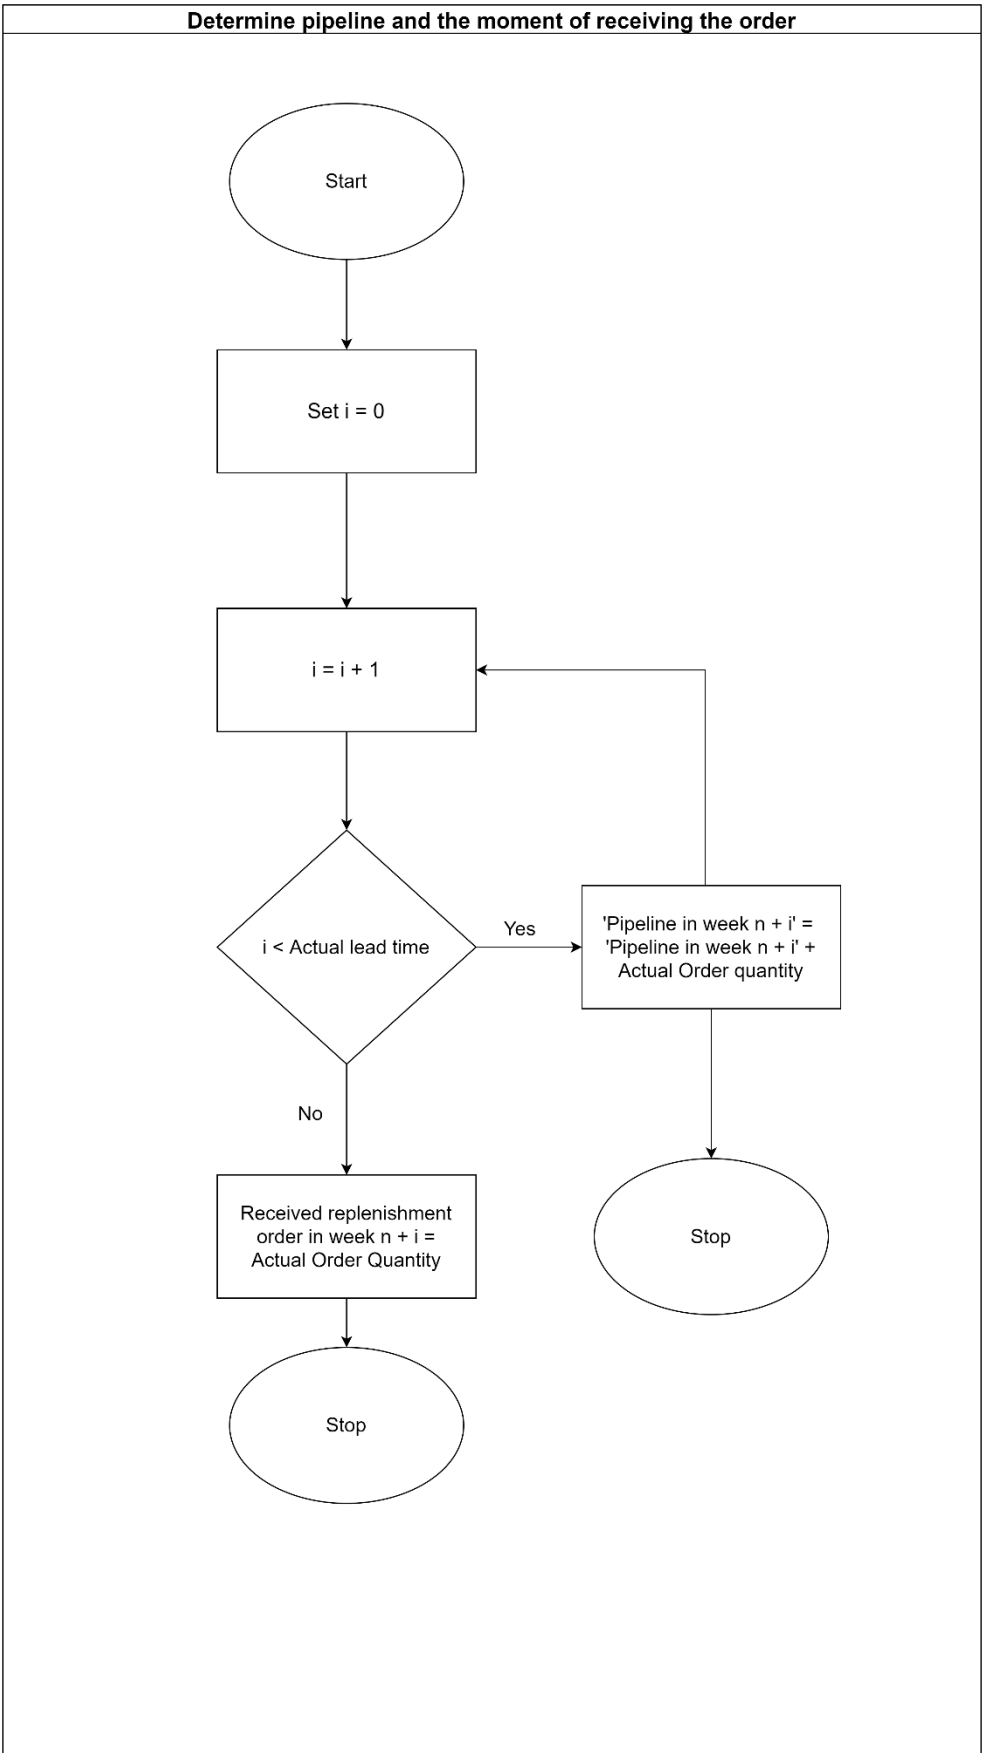 Determine pipeline and the moment of receiving the order
Start
Set i = 0
i = i + 1
i < Actual lead time
Yes
'Pipeline in week n + i' =
'Pipeline in week n + i' +
Actual Order quantity
No
Received replenishment
order in week n + i =
Actual Order Quantity
Stop
Stop